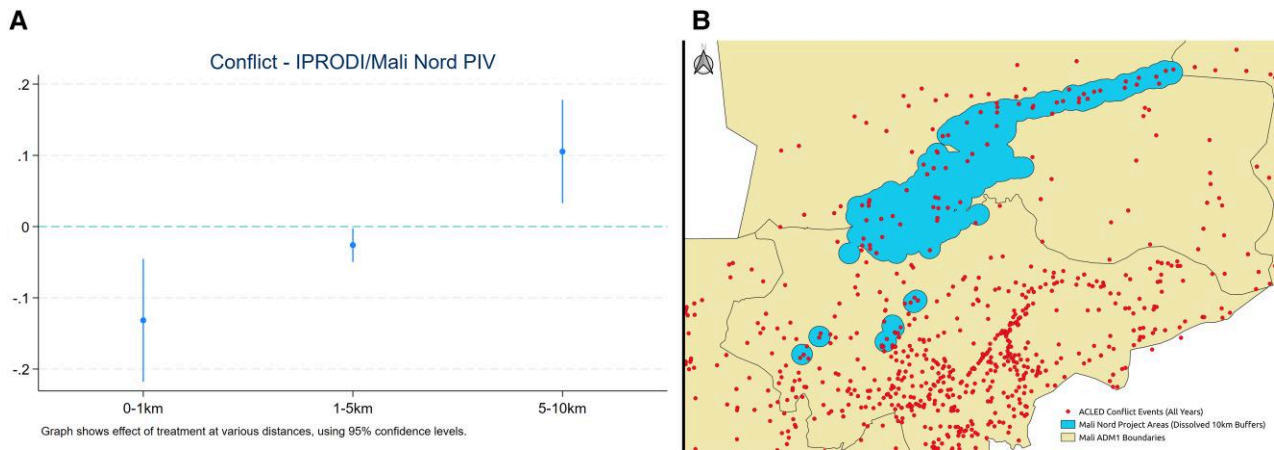 A
Conflict - IPRODI/Mali Nord PIV
.2
.1
0
-.1
-.2
0-1km 1-5km 5-10km
Graph shows effect of treatment at various distances, using 95% confidence levels.
B
N
ACLED Conflict Events (All Years)
Mali Nord Project Areas (Dissolved 10km Buffers)
Mali ADM1 Boundaries